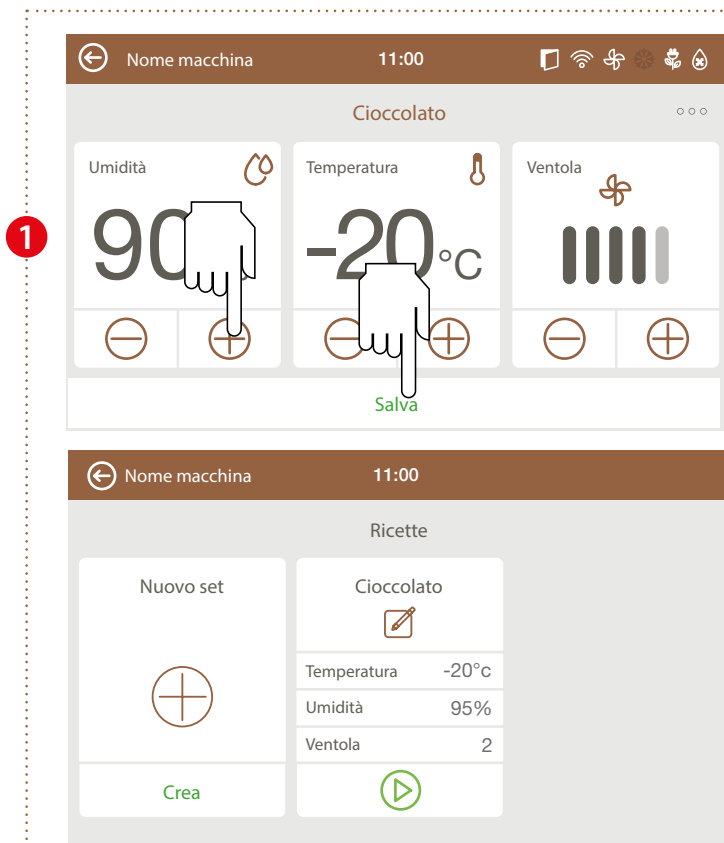 1
Nome macchina 11:00
Cioccolato
Umidità Temperatura Ventola
90 -20°C
Salva
Nome macchina 11:00
Ricette
Nuovo set Cioccolato
Temperatura -20°c
Umidità 95%
Ventola 2
Crea